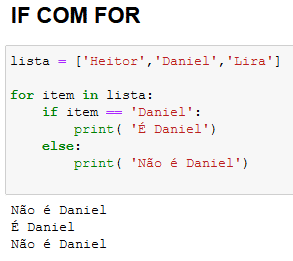 IF COM FOR
lista = ['Heitor','Daniel','Lira']
for item in lista:
    if item == 'Daniel':
        print( 'É Daniel')
    else:
        print( 'Não é Daniel')
Não é Daniel
É Daniel
Não é Daniel